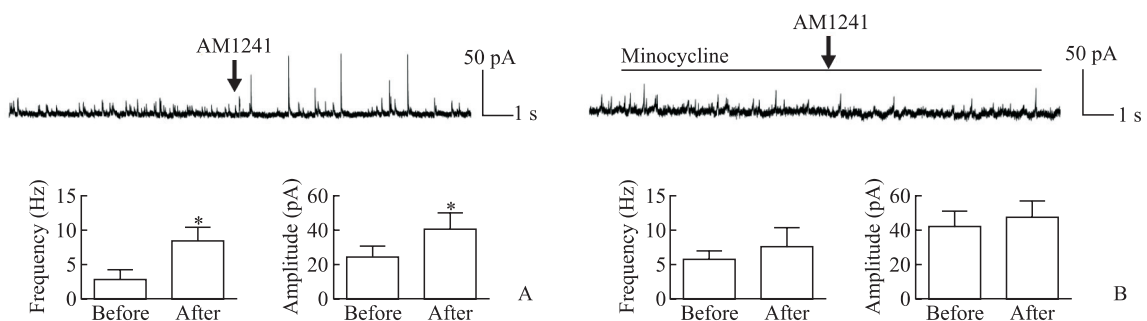 AM1241
50 pA
1 s
Frequency (Hz)
15
10
5
0
*
Before After
Amplitude (pA)
60
40
20
0
*
Before After
A
AM1241
Minocycline
50 pA
1 s
Frequency (Hz)
15
10
5
0
Before After
Amplitude (pA)
60
40
20
0
Before After
B